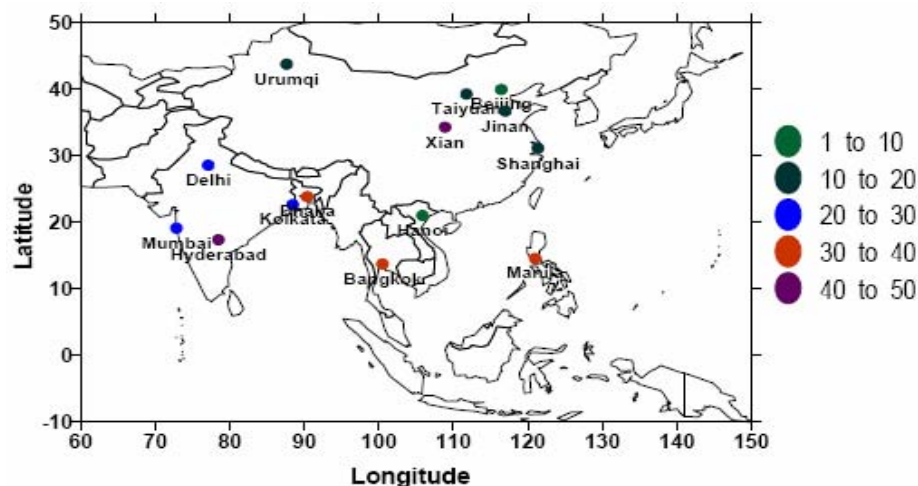 50
40
30
20
10
0
-10
Latitude
60 70 80 90 100 110 120 130 140 150
Longitude
Urumqi
Beijing
Taiyuan
Jinan
Xian
Shanghai
Delhi
Dhaka
Kolkata
Hanoi
Mumbai
Hyderabad
Manila
1 to 10
10 to 20
20 to 30
30 to 40
40 to 50